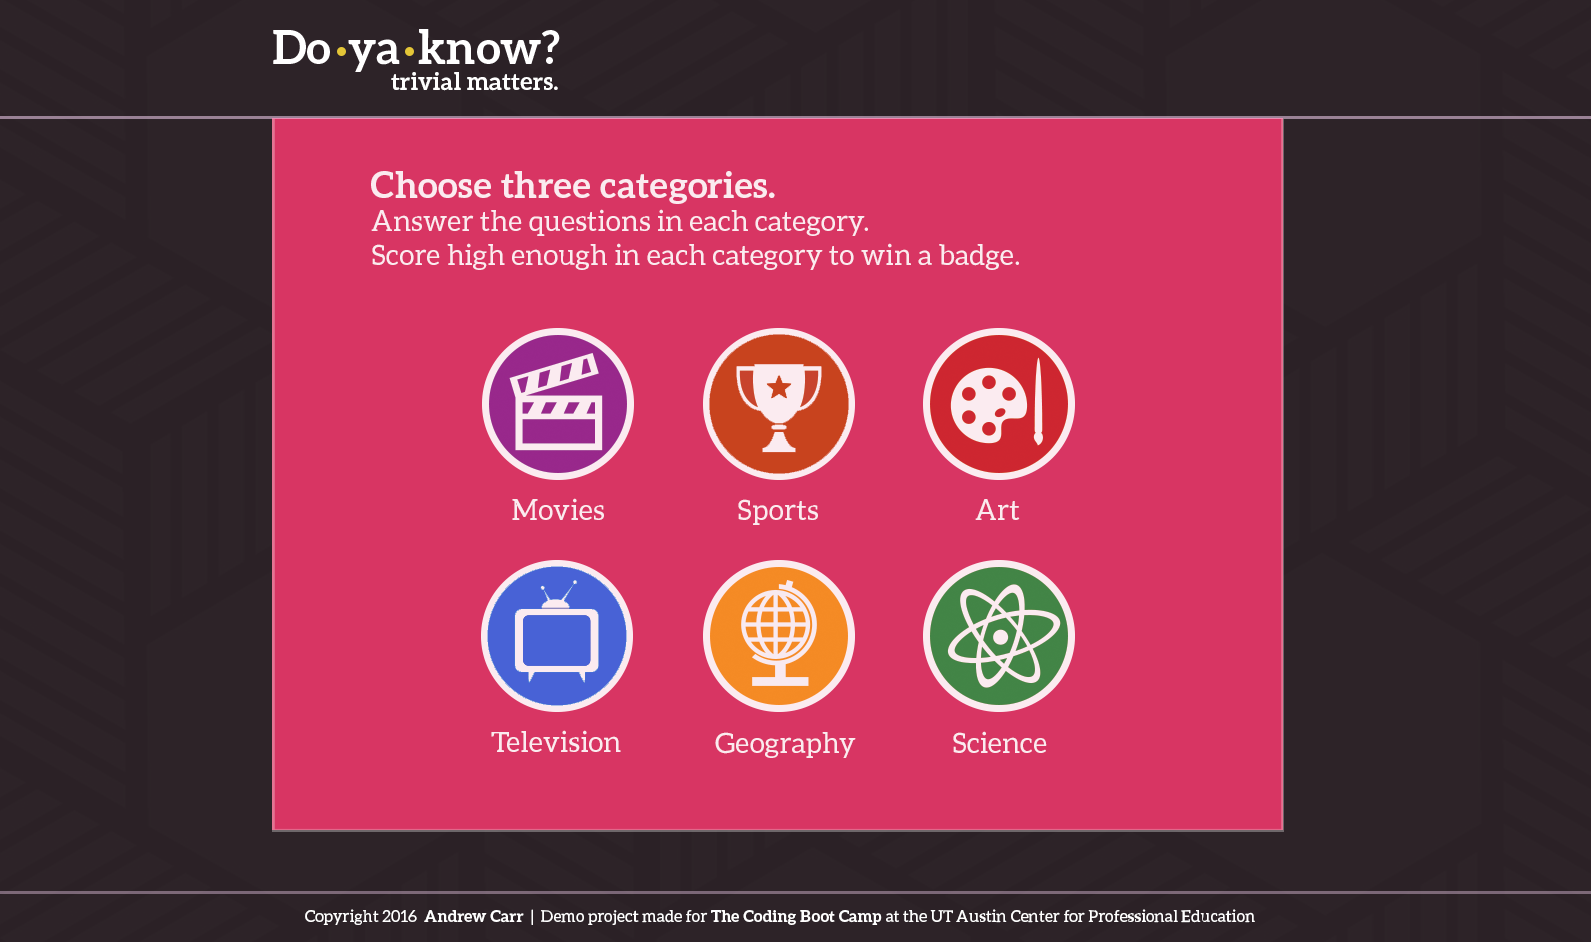 Do·ya·know?
trivial matters.
Choose three categories.
Answer the questions in each category.
Score high enough in each category to win a badge.
Movies
Sports
Art
Television
Geography
Science
Copyright 2016 Andrew Carr | Demo project made for The Coding Boot Camp at the UT Austin Center for Professional Education